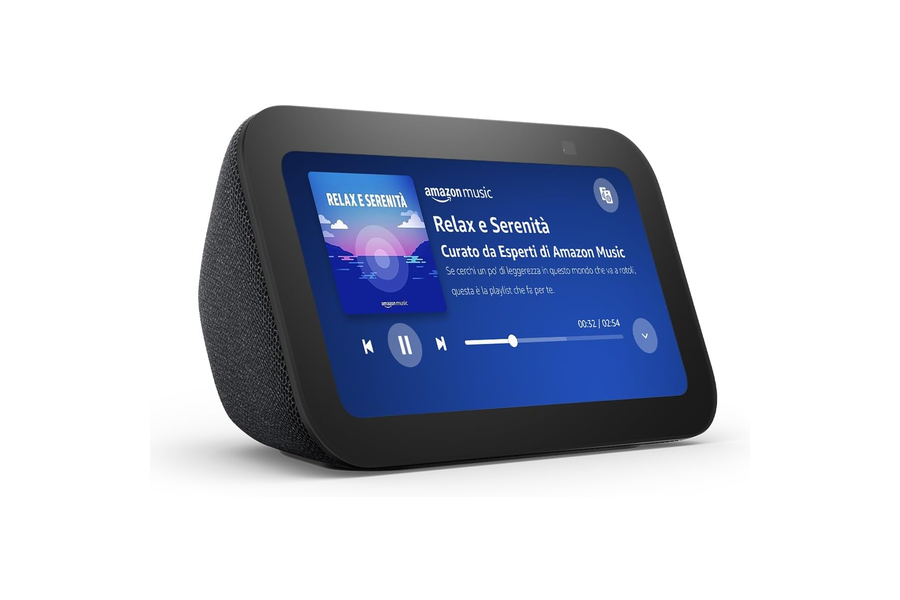 RELAX E SERENITÀ
amazon music
amazon music
Relax e Serenità
Curato da Esperti di Amazon Music
Se cerchi un po' di leggerezza in questo mondo che va a rotoli,
questa è la playlist che fa per te.
00:32 / 02:54